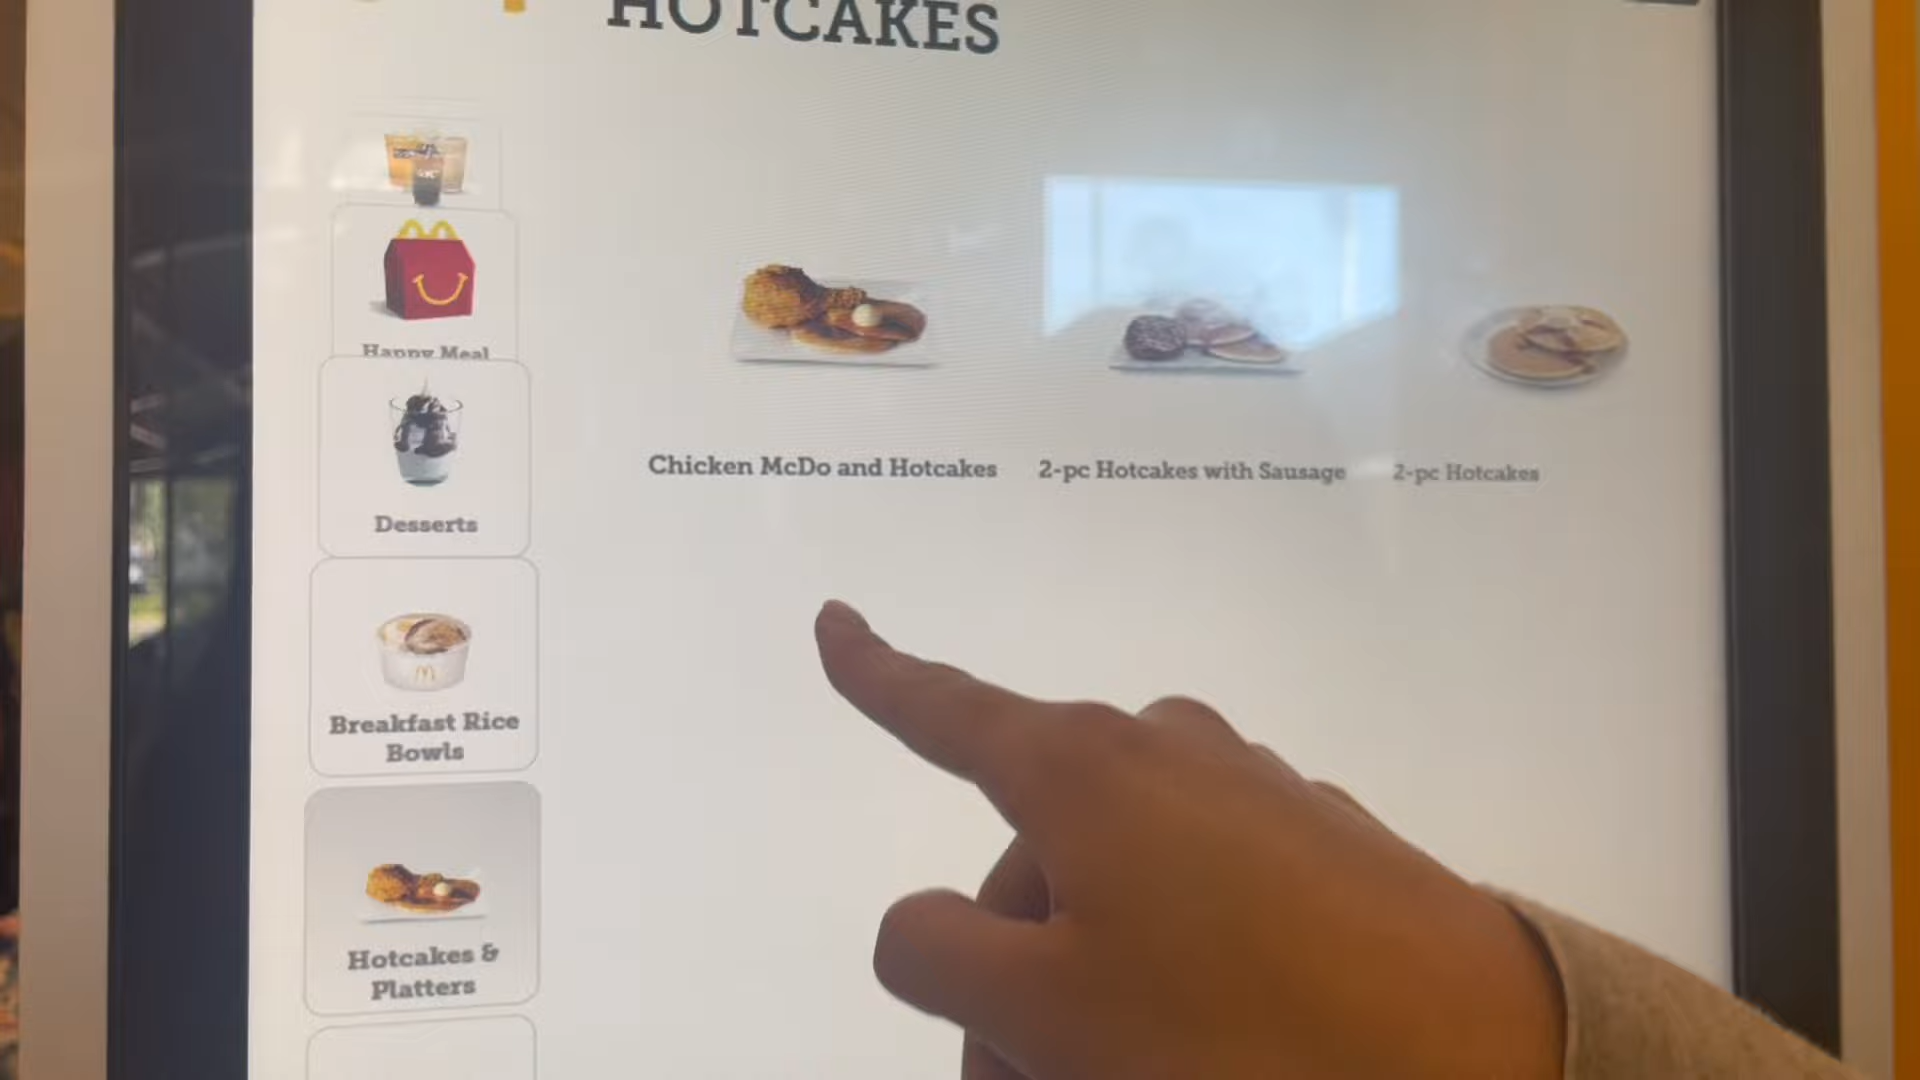 HOTCAKES
Happy Meal
Chicken McDo and Hotcakes
2-pc Hotcakes with Sausage
2-pc Hotcakes
Desserts
Breakfast Rice
Bowls
Hotcakes &
Platters